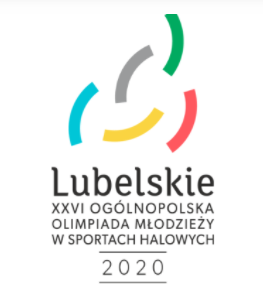 Lubelskie
XXVI OGÓLNOPOLSKA
OLIMPIADA MŁODZIEŻY
W SPORTACH HALOWYCH
2020